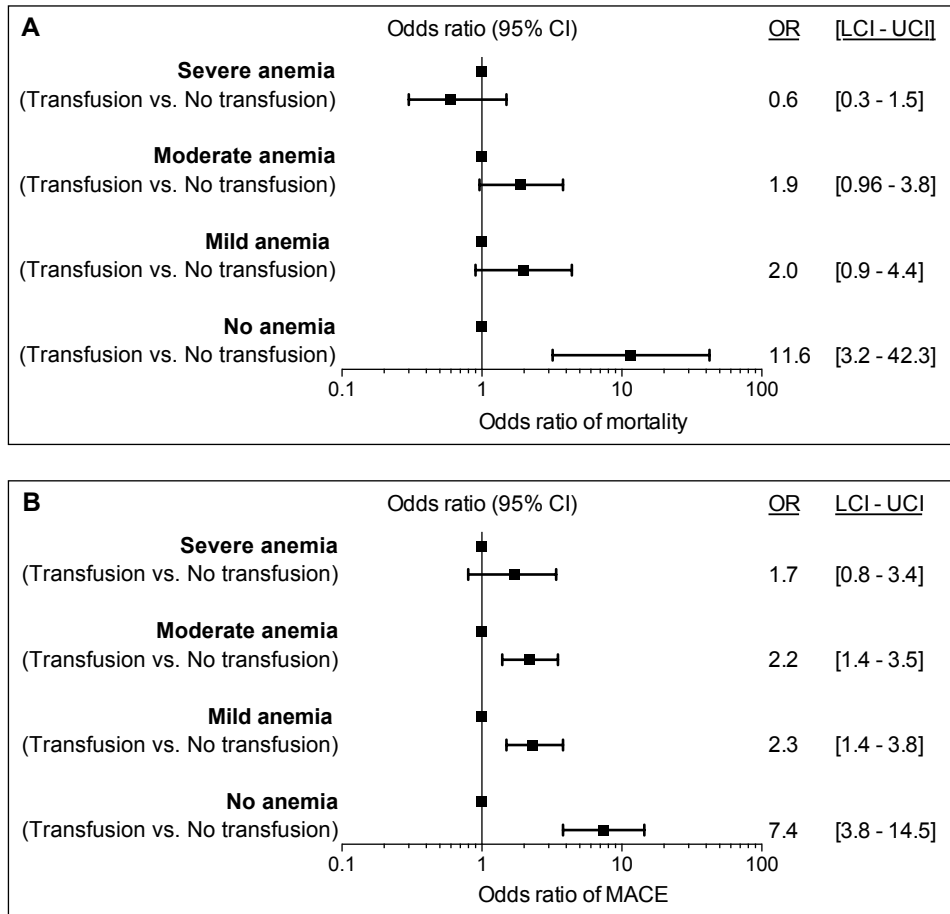 A Odds ratio (95% CI) OR [LCI - UCI]
Severe anemia
(Transfusion vs. No transfusion) 0.6 [0.3 - 1.5]
Moderate anemia
(Transfusion vs. No transfusion) 1.9 [0.96 - 3.8]
Mild anemia
(Transfusion vs. No transfusion) 2.0 [0.9 - 4.4]
No anemia
(Transfusion vs. No transfusion) 11.6 [3.2 - 42.3]
0.1 1 10 100
Odds ratio of mortality
B Odds ratio (95% CI) OR LCI - UCI
Severe anemia
(Transfusion vs. No transfusion) 1.7 [0.8 - 3.4]
Moderate anemia
(Transfusion vs. No transfusion) 2.2 [1.4 - 3.5]
Mild anemia
(Transfusion vs. No transfusion) 2.3 [1.4 - 3.8]
No anemia
(Transfusion vs. No transfusion) 7.4 [3.8 - 14.5]
0.1 1 10 100
Odds ratio of MACE